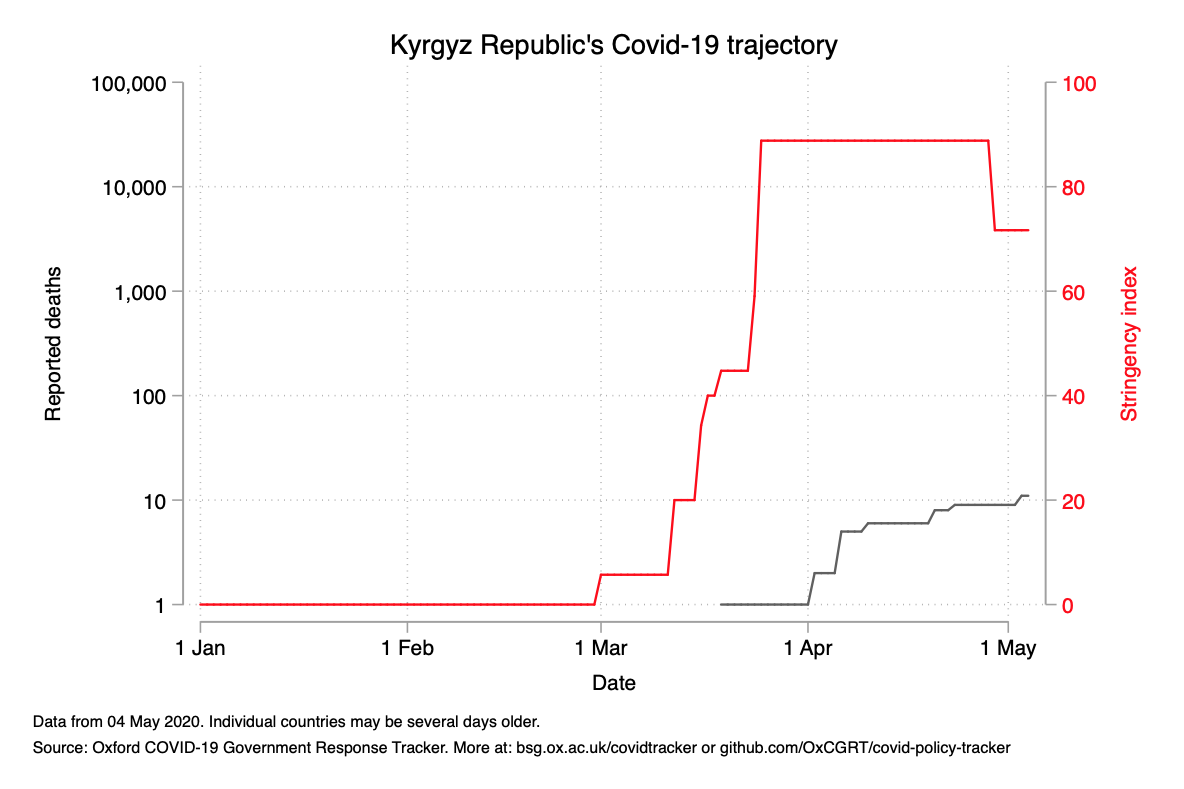 Kyrgyz Republic's Covid-19 trajectory
100,000
10,000
1,000
100
10
1
Reported deaths
100
80
60
40
20
0
Stringency index
1 Jan
1 Feb
1 Mar
1 Apr
1 May
Date
Data from 04 May 2020. Individual countries may be several days older.
Source: Oxford COVID-19 Government Response Tracker. More at: bsg.ox.ac.uk/covidtracker or github.com/OxCGRT/covid-policy-tracker